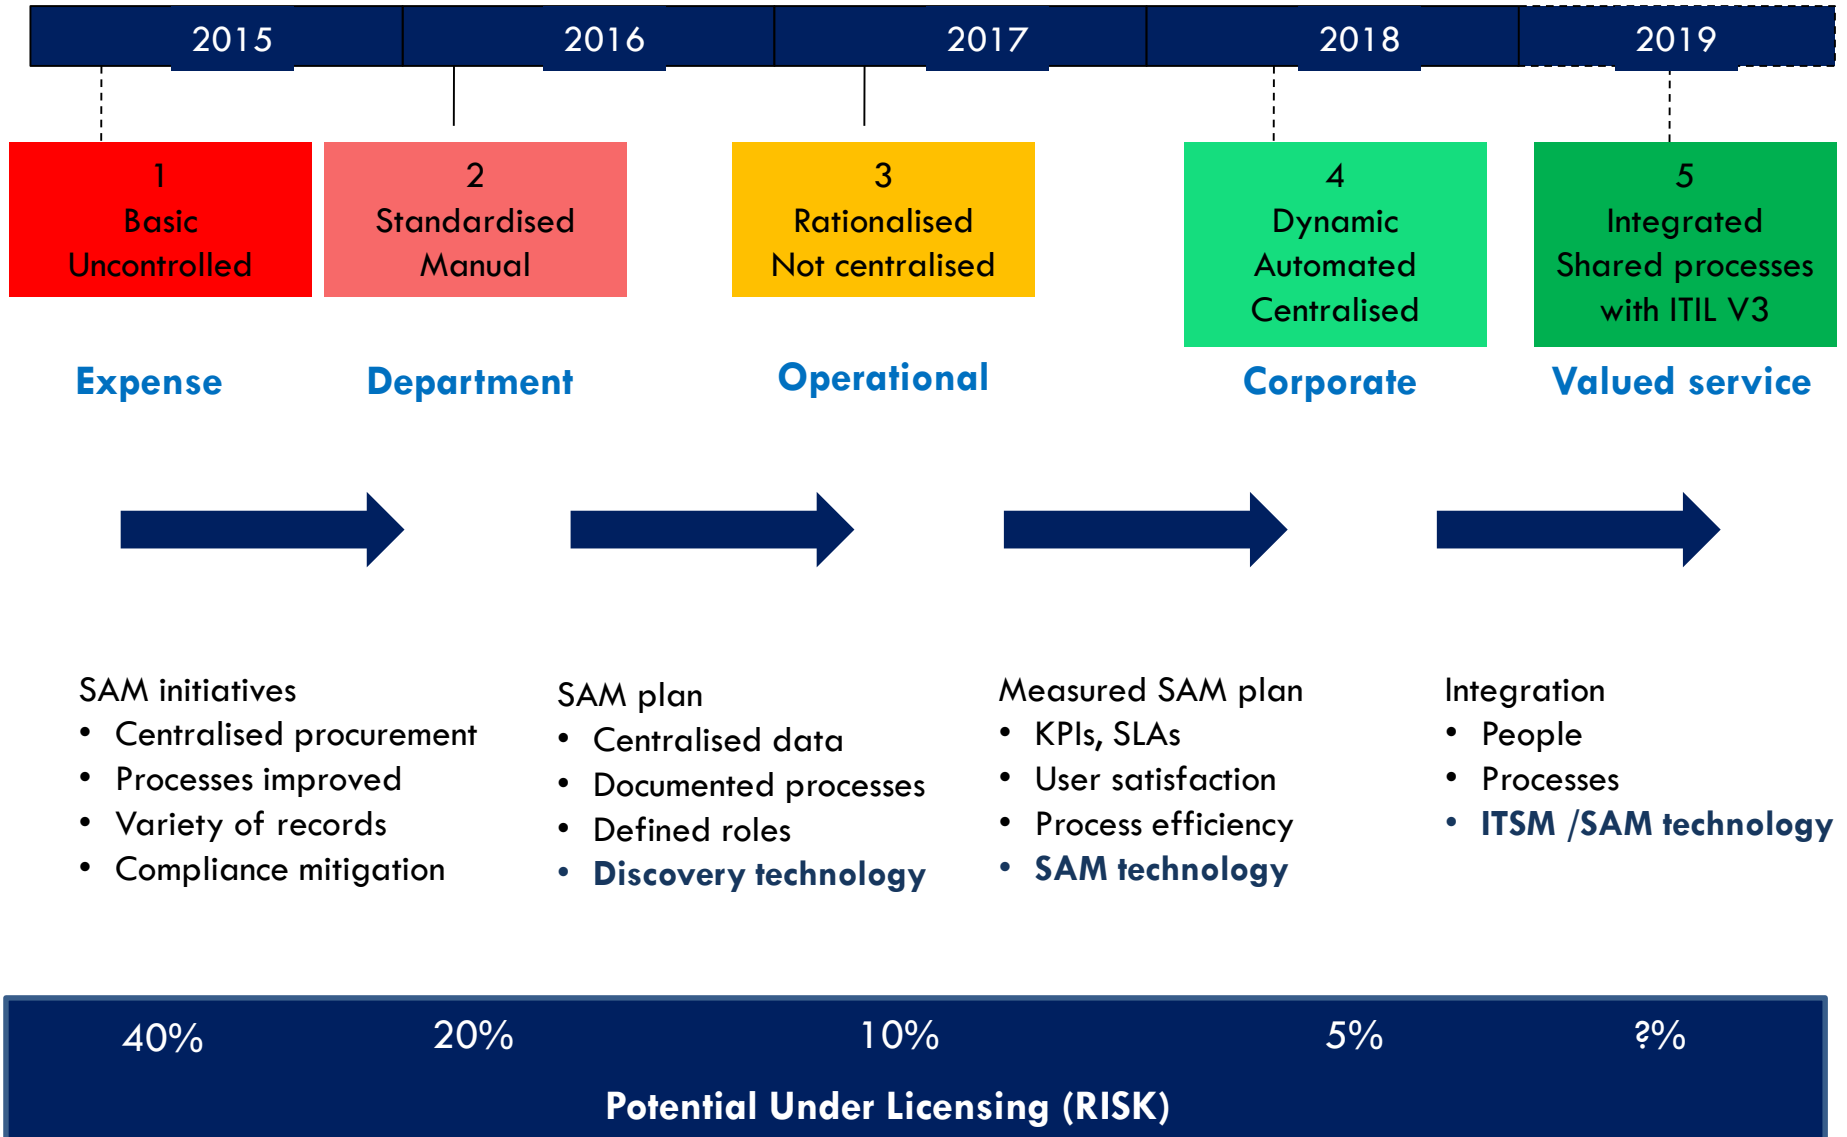 2015
2016
2017
2018
2019
1
Basic
Uncontrolled
2
Standardised
Manual
3
Rationalised
Not centralised
4
Dynamic
Automated
Centralised
5
Integrated
Shared processes
with ITIL V3
Expense
Department
Operational
Corporate
Valued service
SAM initiatives
• Centralised procurement
• Processes improved
• Variety of records
• Compliance mitigation
SAM plan
• Centralised data
• Documented processes
• Defined roles
• Discovery technology
Measured SAM plan
• KPIs, SLAs
• User satisfaction
• Process efficiency
• SAM technology
Integration
• People
• Processes
• ITSM /SAM technology
40%
20%
10%
5%
?%
Potential Under Licensing (RISK)